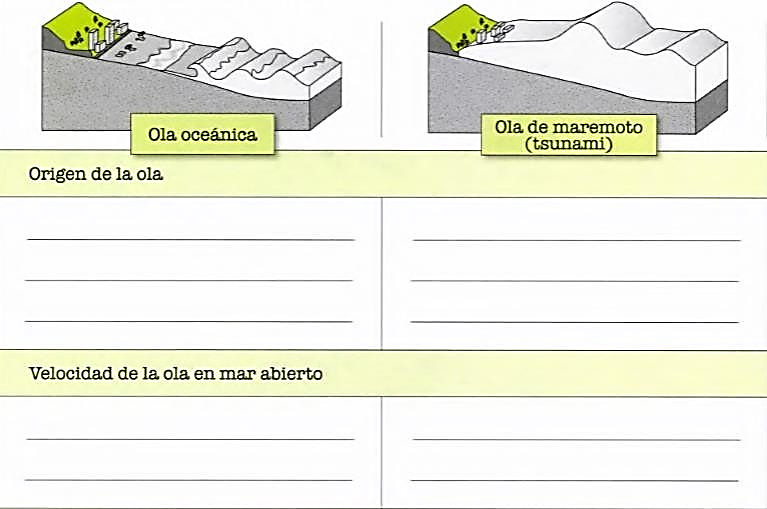 Ola oceánica
Ola de maremoto
(tsunami)
Origen de la ola
Velocidad de la ola en mar abierto